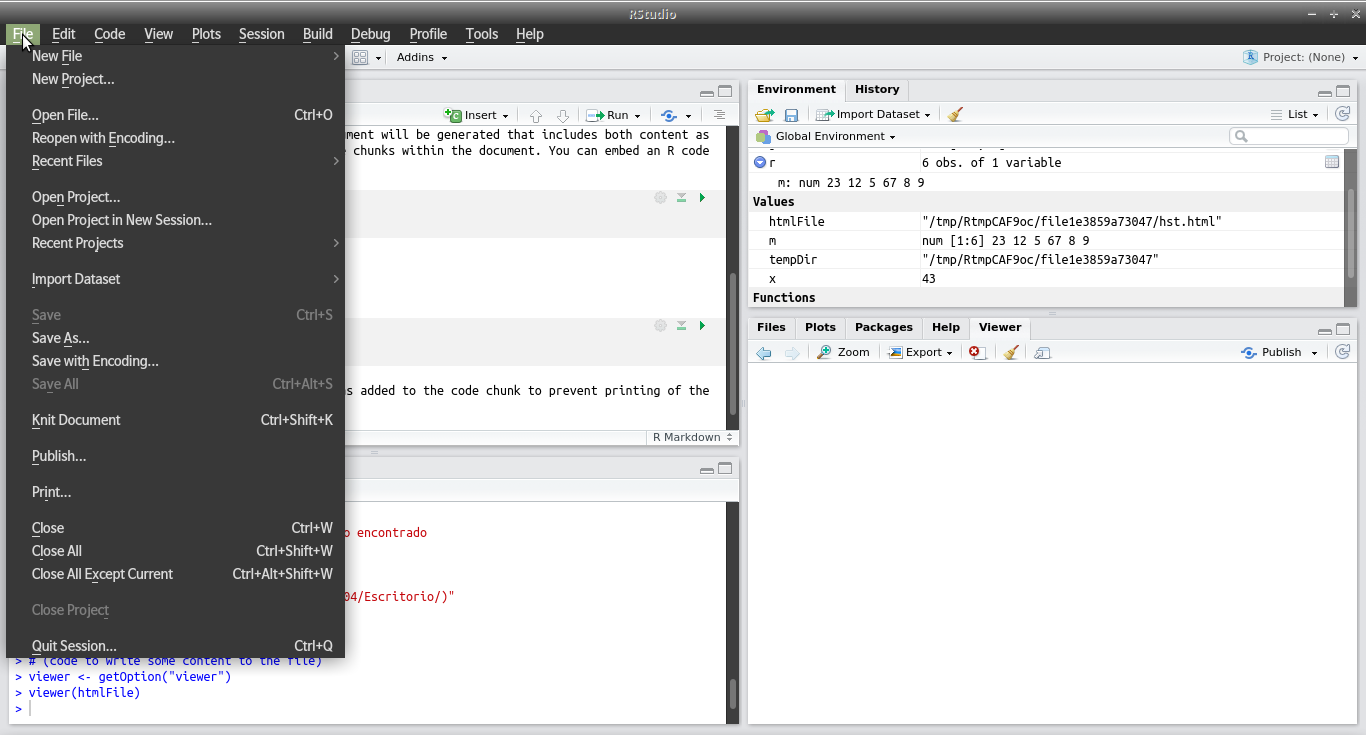 RStudio
File Edit Code View Plots Session Build Debug Profile Tools Help
Addins
Project: (None)
New File
New Project...
Open File... Ctrl+O
Reopen with Encoding...
Recent Files
Open Project...
Open Project in New Session...
Recent Projects
Import Dataset
Save Ctrl+S
Save As...
Save with Encoding...
Save All Ctrl+Alt+S
Knit Document Ctrl+Shift+K
Publish...
Print...
Close Ctrl+W
Close All Ctrl+Shift+W
Close All Except Current Ctrl+Alt+Shift+W
Close Project
Quit Session... Ctrl+Q
Insert Run
ment will be generated that includes both content as
chunks within the document. You can embed an R code
s added to the code chunk to prevent printing of the
R Markdown
o encontrado
04/Escritorio/)"
> # (code to write some content to the file)
> viewer <- getOption("viewer")
> viewer(htmlFile)
>
Environment History
Import Dataset List
Global Environment
r 6 obs. of 1 variable
m: num 23 12 5 67 8 9
Values
htmlFile "/tmp/RtmpCAF9oc/file1e3859a73047/hst.html"
m num [1:6] 23 12 5 67 8 9
tempDir "/tmp/RtmpCAF9oc/file1e3859a73047"
x 43
Functions
Files Plots Packages Help Viewer
Zoom Export Publish